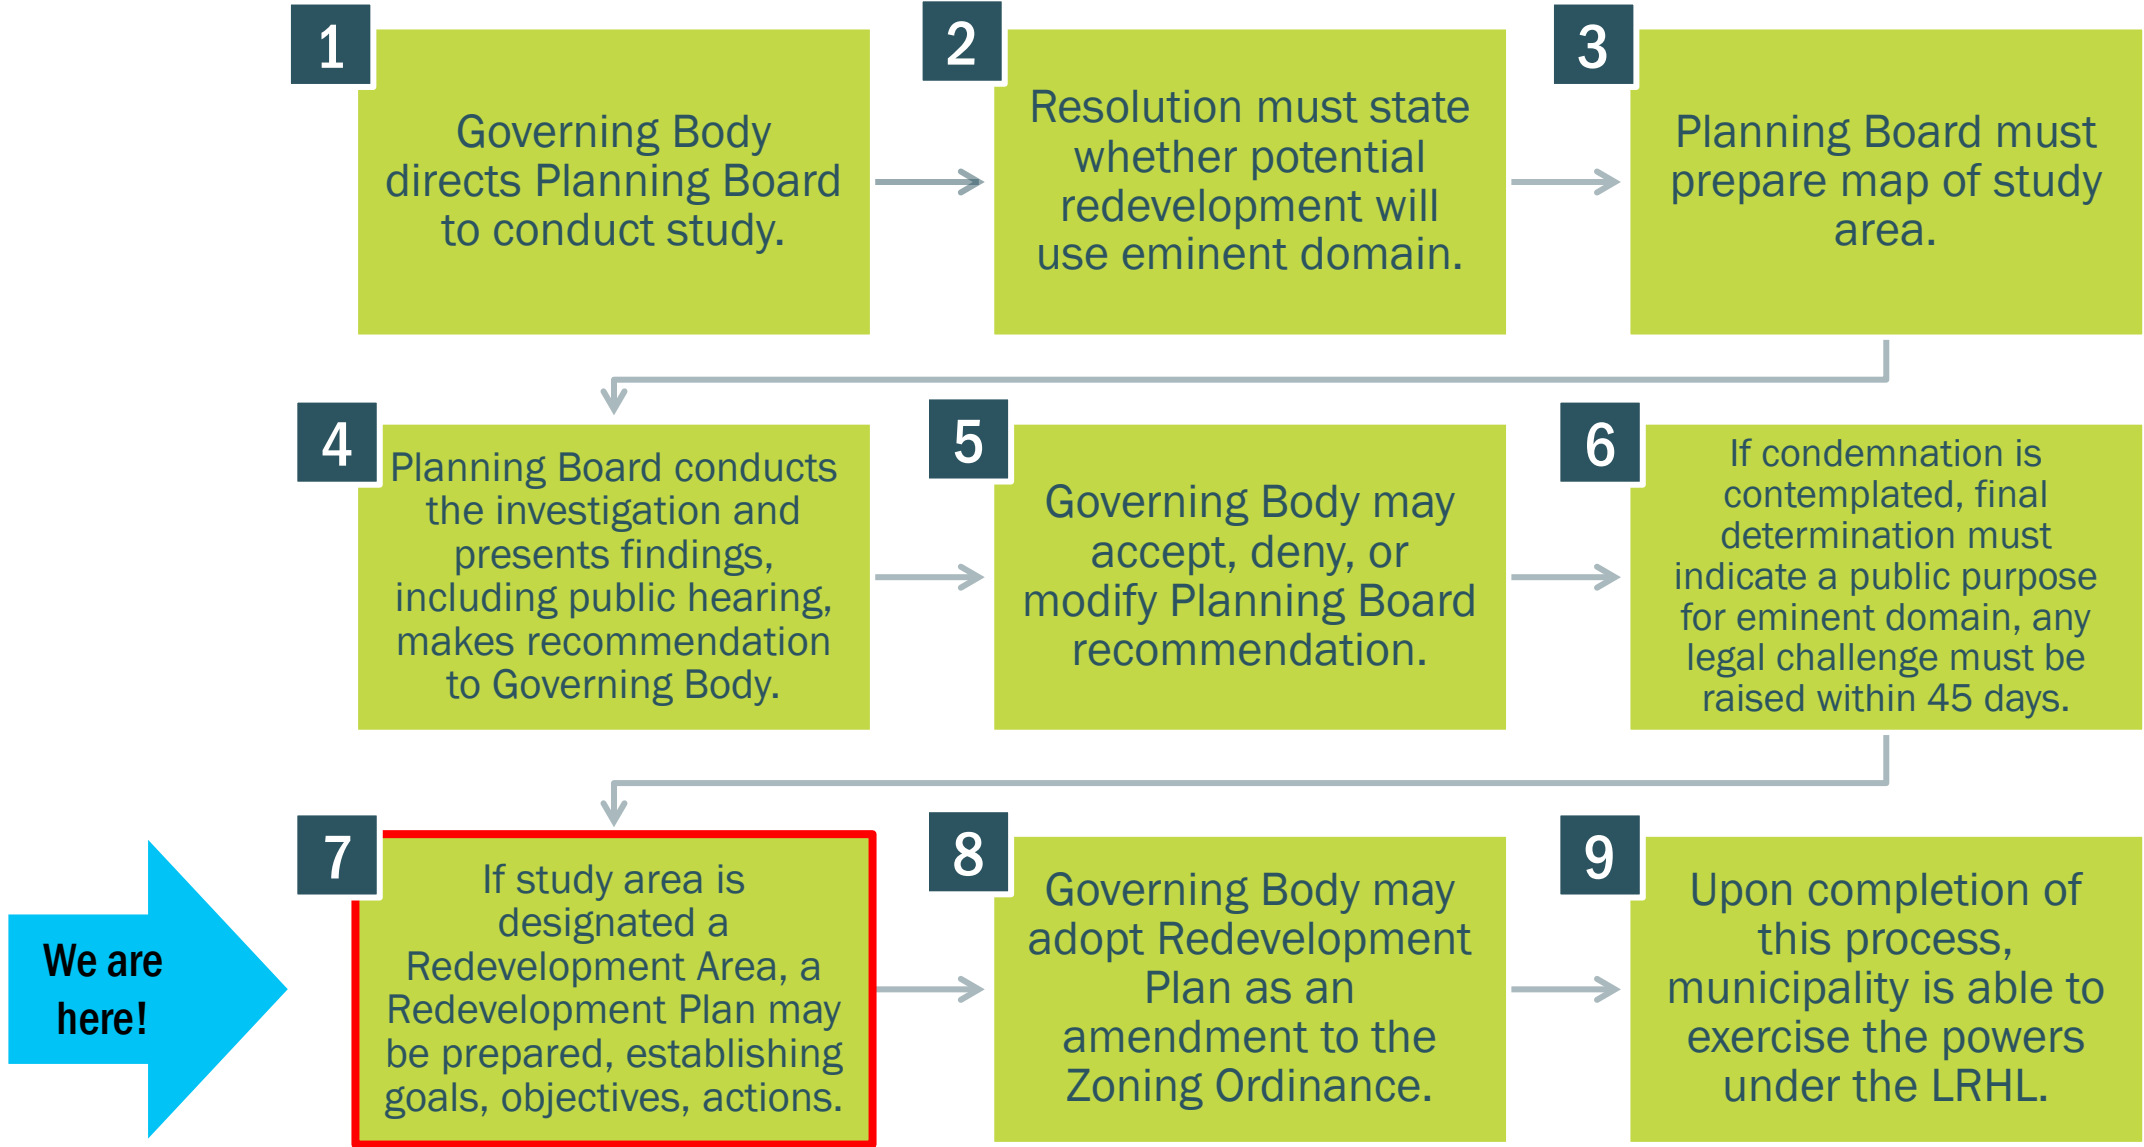 1
Governing Body
directs Planning Board
to conduct study.
2
Resolution must state
whether potential
redevelopment will
use eminent domain.
3
Planning Board must
prepare map of study
area.
4
Planning Board conducts
the investigation and
presents findings,
including public hearing,
makes recommendation
to Governing Body.
5
Governing Body may
accept, deny, or
modify Planning Board
recommendation.
6
If condemnation is
contemplated, final
determination must
indicate a public purpose
for eminent domain, any
legal challenge must be
raised within 45 days.
We are
here!
7
If study area is
designated a
Redevelopment Area, a
Redevelopment Plan may
be prepared, establishing
goals, objectives, actions.
8
Governing Body may
adopt Redevelopment
Plan as an
amendment to the
Zoning Ordinance.
9
Upon completion of
this process,
municipality is able to
exercise the powers
under the LRHL.